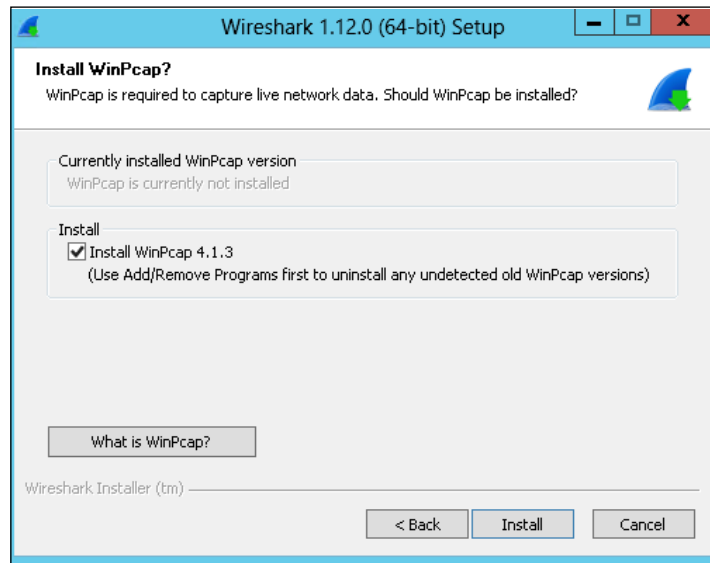 Wireshark 1.12.0 (64-bit) Setup
Install WinPcap?
WinPcap is required to capture live network data. Should WinPcap be installed?
Currently installed WinPcap version
WinPcap is currently not installed
Install
Install WinPcap 4.1.3
(Use Add/Remove Programs first to uninstall any undetected old WinPcap versions)
What is WinPcap?
Wireshark Installer (tm)
< Back Install Cancel